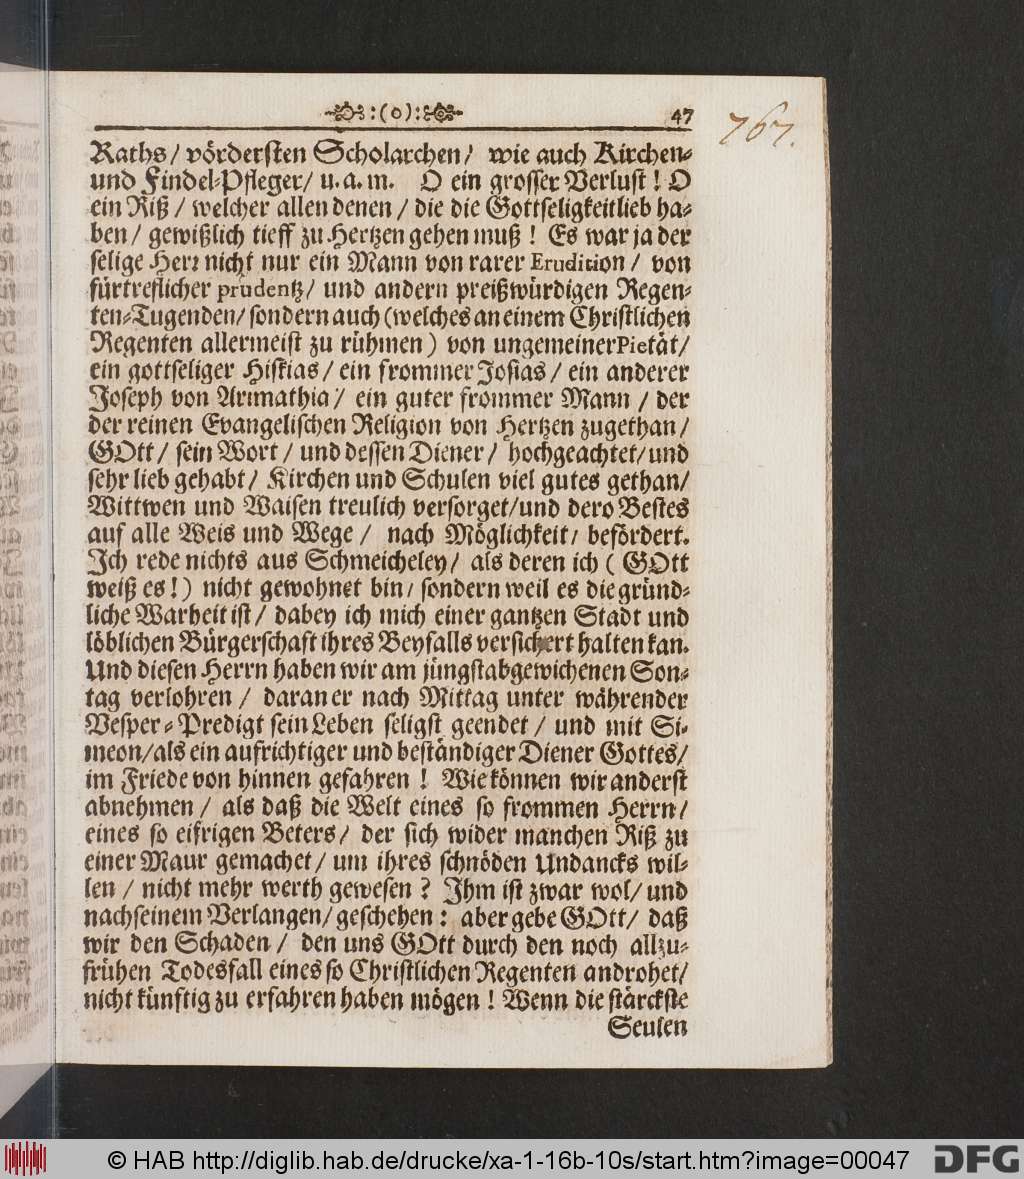 :(o): 47
767.
Raths/ vördersten Scholarchen/ wie auch Kirchen-
und Findel-Pfleger/ u. a. m. O ein grosser Verlust! O
ein Riß/ welcher allen denen/ die die Gottseligkeit lieb ha-
ben/ gewißlich tieff zu Hertzen gehen muß! Es war ja der
selige Herr nicht nur ein Mann von rarer Erudition/ von
fürtreflicher prudentz/ und andern preißwürdigen Regen-
ten-Tugenden/ sondern auch (welches an einem Christlichen
Regenten allermeist zu rühmen) von ungemeiner Pietät/
ein gottseliger Hiskias/ ein frommer Josias/ ein anderer
Joseph von Arimathia/ ein guter frommer Mann/ der
der reinen Evangelischen Religion von Hertzen zugethan/
GOtt/ sein Wort/ und dessen Diener/ hochgeachtet/ und
sehr lieb gehabt/ Kirchen und Schulen viel gutes gethan/
Wittwen und Waisen treulich versorget/ und dero Bestes
auf alle Weis und Wege/ nach Möglichkeit/ befördert.
Ich rede nichts aus Schmeicheley/ als deren ich (GOtt
weiß es!) nicht gewohnet bin/ sondern weil es die gründ-
liche Warheit ist/ dabey ich mich einer gantzen Stadt und
löblichen Bürgerschaft ihres Beyfalls versichert halten kan.
Und diesen Herrn haben wir am jüngstabgewichenen Son-
tag verlohren/ daran er nach Mittag unter währender
Vesper-Predigt sein Leben seligst geendet/ und mit Si-
meon/ als ein aufrichtiger und beständiger Diener Gottes/
im Friede von hinnen gefahren! Wie können wir anderst
abnehmen/ als daß die Welt eines so frommen Herrn/
eines so eifrigen Beters/ der sich wider manchen Riß zu
einer Maur gemachet/ um ihres schnöden Undancks wil-
len/ nicht mehr werth gewesen? Ihm ist zwar wol/ und
nach seinem Verlangen/ geschehen: aber gebe GOtt/ daß
wir den Schaden/ den uns GOtt durch den noch allzu-
frühen Todesfall eines so Christlichen Regenten androhet/
nicht künftig zu erfahren haben mögen! Wenn die stärckste
Seulen
© HAB http://diglib.hab.de/drucke/xa-1-16b-10s/start.htm?image=00047
DFG